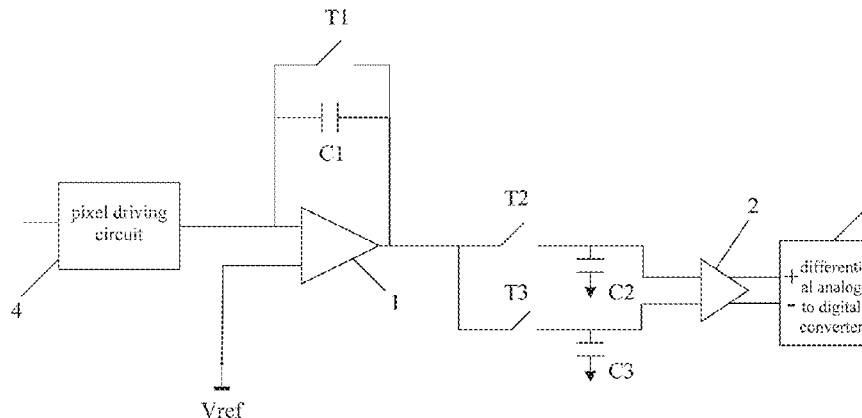 T1
C1
pixel driving
circuit
T2
2
4
1
T3
C2
+ differenti
al analog
- to digital
converter
C3
Vref